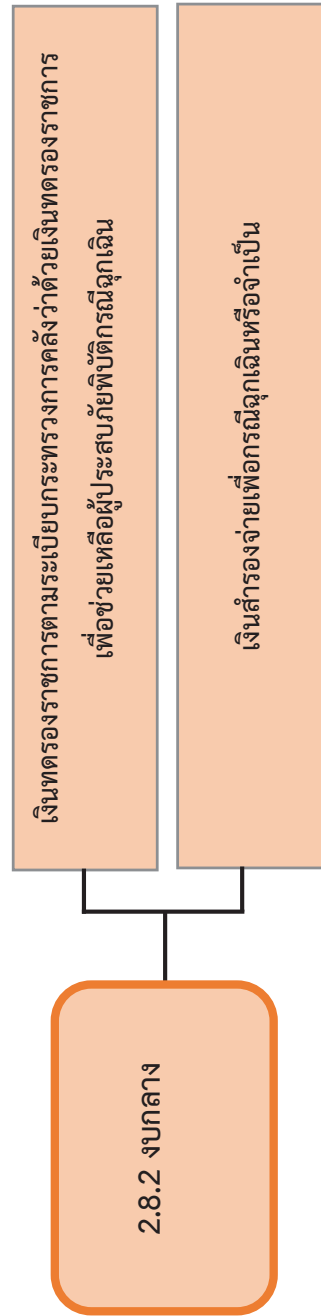 2.8.2 งบกลาง
เงินทดรองราชการตามระเบียบกระทรวงการคลังว่าด้วยเงินทดรองราชการ
เพื่อช่วยเหลือผู้ประสบภัยพิบัติกรณีฉุกเฉิน
เงินสำรองจ่ายเพื่อกรณีฉุกเฉินหรือจำเป็น